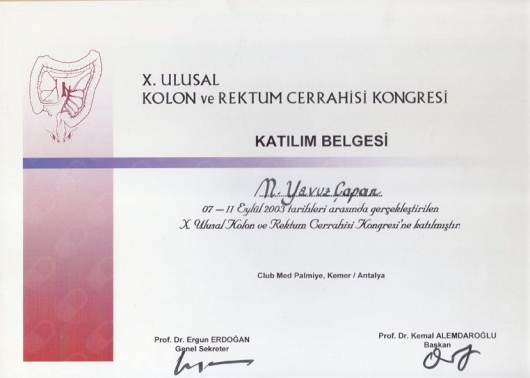 X. ULUSAL
KOLON ve REKTUM CERRAHİSİ KONGRESİ
KATILIM BELGESİ
N. Yavuz Çapan
07 — 11 Eylül 2003 tarihleri arasında gerçekleştirilen
X. Ulusal Kolon ve Rektum Cerrahisi Kongresi'ne katılmıştır.
Club Med Palmiye, Kemer / Antalya
Prof. Dr. Ergun ERDOĞAN
Genel Sekreter
Prof. Dr. Kemal ALEMDAROĞLU
Başkan